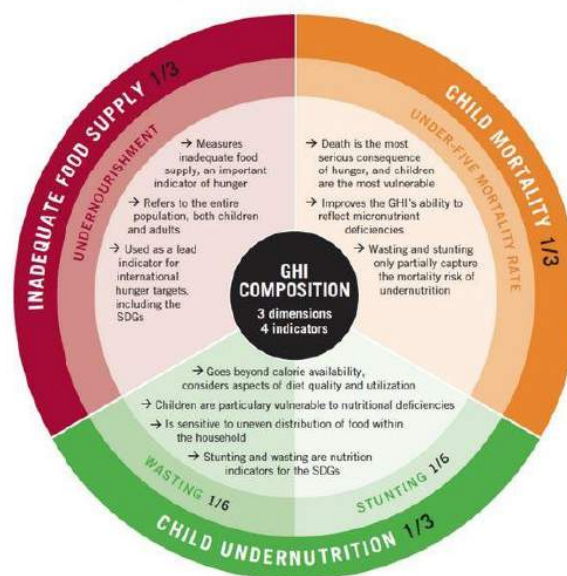 INADEQUATE FOOD SUPPLY 1/3
UNDERNOURISHMENT
→ Measures
inadequate food
supply, an important
indicator of hunger
→ Refers to the entire
population, both children
and adults
→ Used as a lead
indicator for
international
hunger targets,
including the
SDGs
CHILD MORTALITY 1/3
UNDER-FIVE MORTALITY RATE
→ Death is the most
serious consequence
of hunger, and children
are the most vulnerable
→ Improves the GHI's ability to
reflect micronutrient
deficiencies
→ Wasting and stunting
only partially capture
the mortality risk of
undernutrition
GHI
COMPOSITION
3 dimensions
4 indicators
→ Goes beyond calorie availability,
considers aspects of diet quality and utilization
→ Children are particulary vulnerable to nutritional deficiencies
→ Is sensitive to uneven distribution of food within
the household
→ Stunting and wasting are nutrition
indicators for the SDGs
WASTING 1/6
STUNTING 1/6
CHILD UNDERNUTRITION 1/3